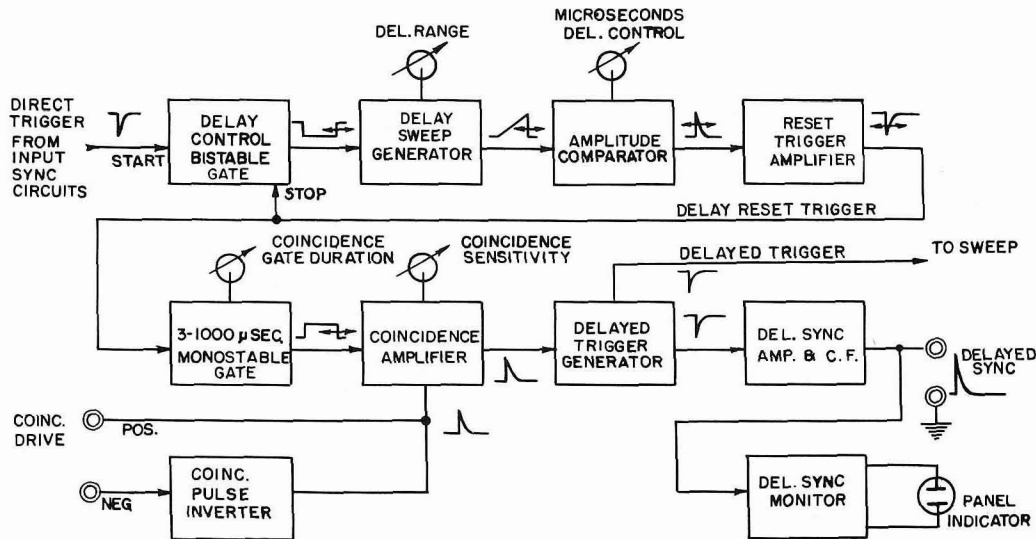 DEL. RANGE
MICROSECONDS
DEL. CONTROL
DIRECT
TRIGGER
FROM
INPUT
SYNC
CIRCUITS
START
DELAY
CONTROL
BISTABLE
GATE
DELAY
SWEEP
GENERATOR
AMPLITUDE
COMPARATOR
RESET
TRIGGER
AMPLIFIER
STOP
DELAY RESET TRIGGER
COINCIDENCE
GATE DURATION
COINCIDENCE
SENSITIVITY
DELAYED TRIGGER
TO SWEEP
3-1000 µSEC,
MONOSTABLE
GATE
COINCIDENCE
AMPLIFIER
DELAYED
TRIGGER
GENERATOR
DEL. SYNC
AMP. & C.F.
DELAYED
SYNC
COINC.
DRIVE
POS.
NEG
COINC.
PULSE
INVERTER
DEL. SYNC
MONITOR
PANEL
INDICATOR